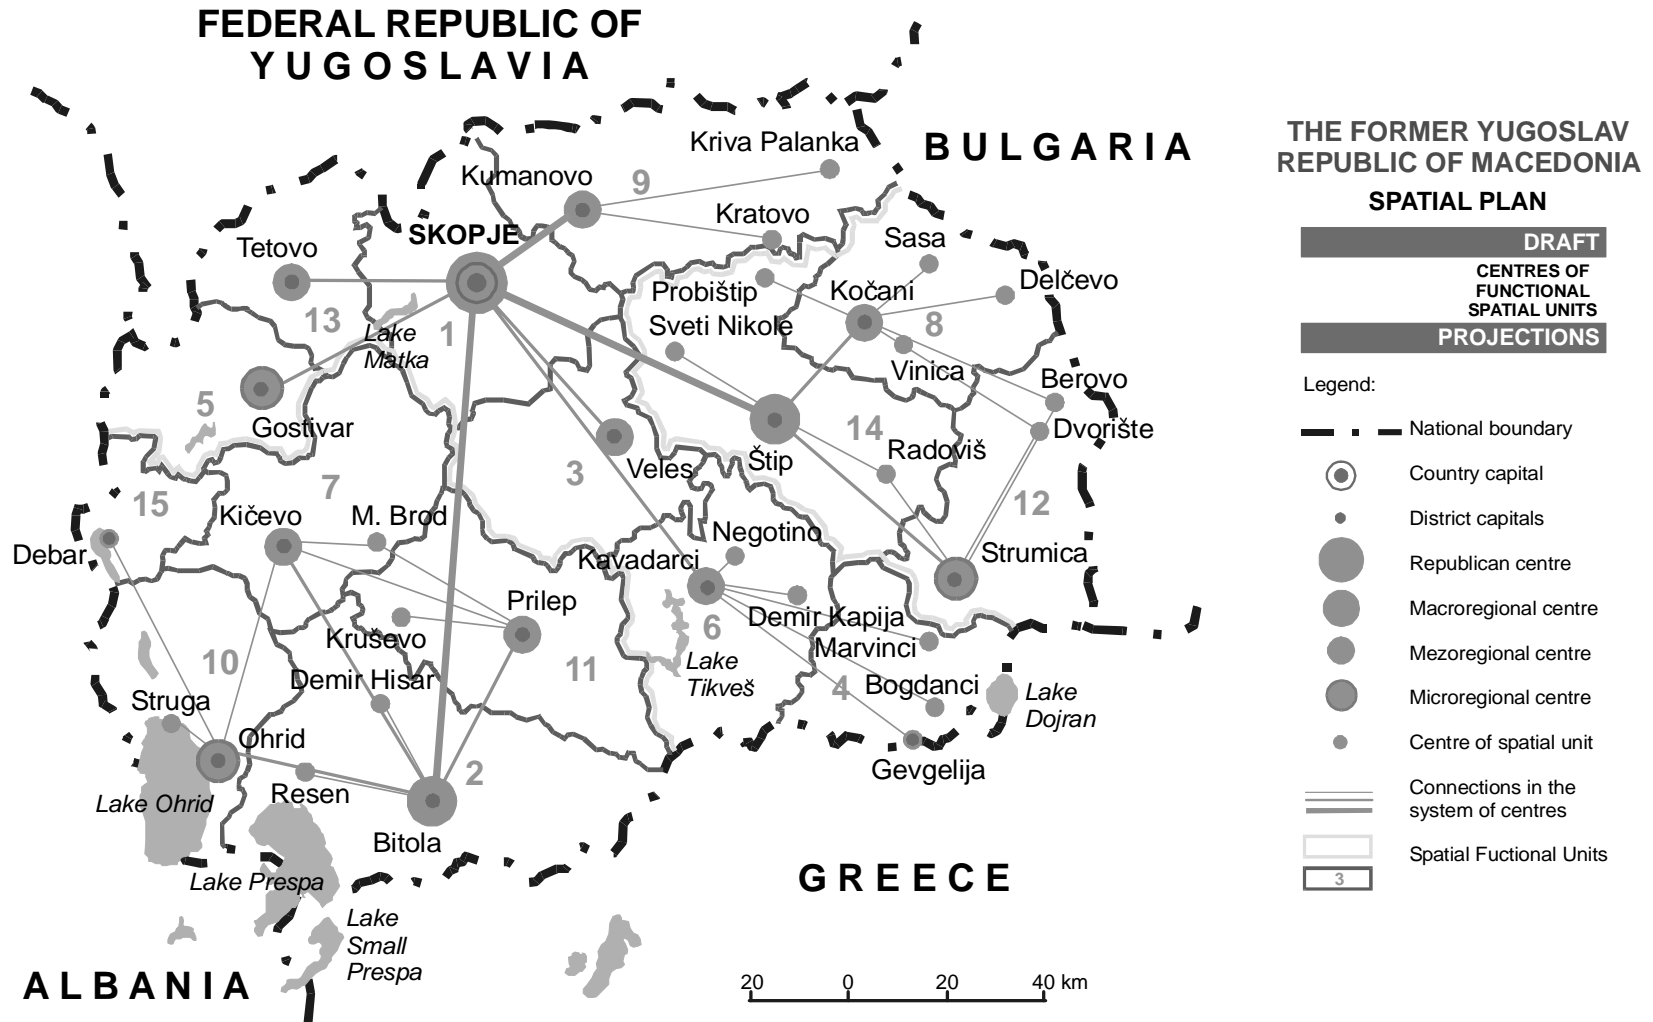 FEDERAL REPUBLIC OF
YUGOSLAVIA
BULGARIA
Kriva Palanka
Kumanovo
9
Kratovo
SKOPJE
Sasa
Tetovo
Delčevo
Probištip
Kočani
13
Lake
Matka
1
Sveti Nikole
8
Vinica
Berovo
5
Gostivar
14
Dvorište
Radoviš
Štip
Veles
3
7
15
12
Kičevo
M. Brod
Negotino
Debar
Kavadarci
Strumica
Prilep
Demir Kapija
Kruševo
6
Marvinci
Lake
Tikveš
10
11
Demir Hisar
4
Bogdanci
Lake
Dojran
Struga
Ohrid
Gevgelija
2
Resen
Lake Ohrid
Bitola
Lake Prespa
GREECE
Lake
Small
Prespa
ALBANIA
20 0 20 40 km
THE FORMER YUGOSLAV
REPUBLIC OF MACEDONIA
SPATIAL PLAN
DRAFT
CENTRES OF
FUNCTIONAL
SPATIAL UNITS
PROJECTIONS
Legend:
National boundary
Country capital
District capitals
Republican centre
Macroregional centre
Mezoregional centre
Microregional centre
Centre of spatial unit
Connections in the
system of centres
Spatial Fuctional Units
3